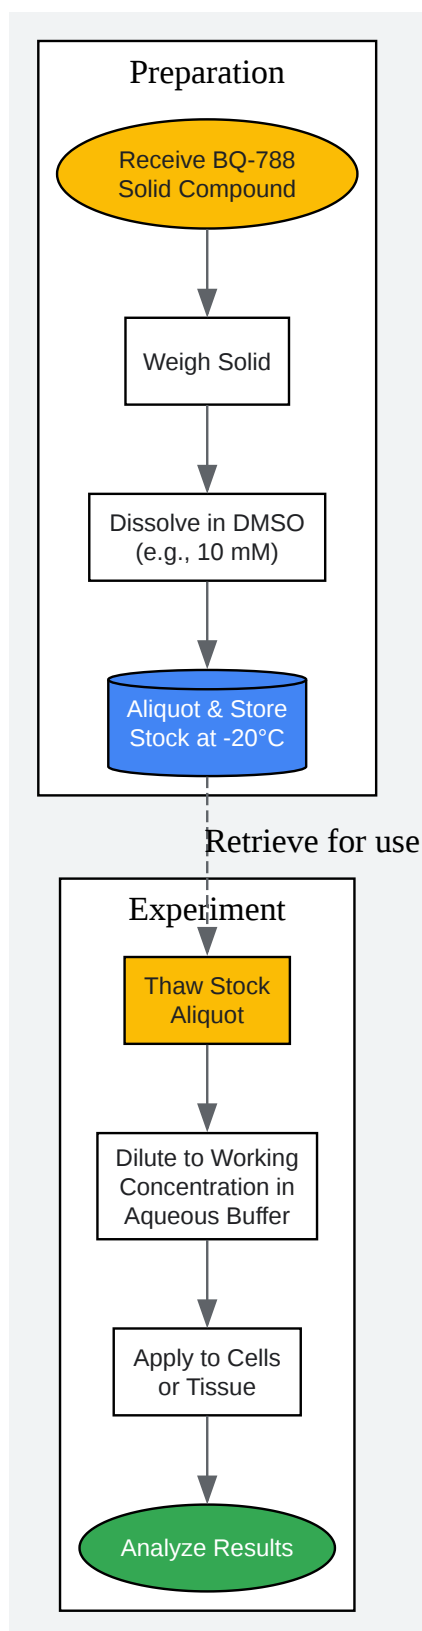 Preparation
Receive BQ-788
Solid Compound
Weigh Solid
Dissolve in DMSO
(e.g., 10 mM)
Aliquot & Store
Stock at -20°C
Retrieve for use
Experiment
Thaw Stock
Aliquot
Dilute to Working
Concentration in
Aqueous Buffer
Apply to Cells
or Tissue
Analyze Results